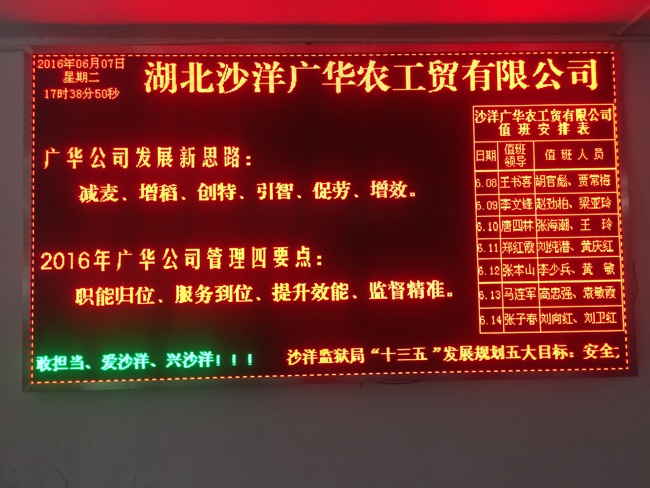 2016年06月07日
星期二
17时38分50秒
湖北沙洋广华农工贸有限公司
广华公司发展新思路：
减麦、增稻、创特、引智、促劳、增效。
2016年广华公司管理四要点：
职能归位、服务到位、提升效能、监督精准。
沙洋广华农工贸有限公司
值班安排表
日期 值班领导 值班人员
6.08 王书喜 胡官彪、贾常梅
6.09 李文锋 赵劲柏、梁亚玲
6.10 唐四林 张海潮、王 玲
6.11 郑红霞 刘纯潜、黄庆红
6.12 张本山 李少兵、龚 敏
6.13 马连军 高忠强、袁敏霞
6.14 张子春 刘向红、刘卫红
敢担当、爱沙洋、兴沙洋！！！
沙洋监狱局“十三五”发展规划五大目标：安全